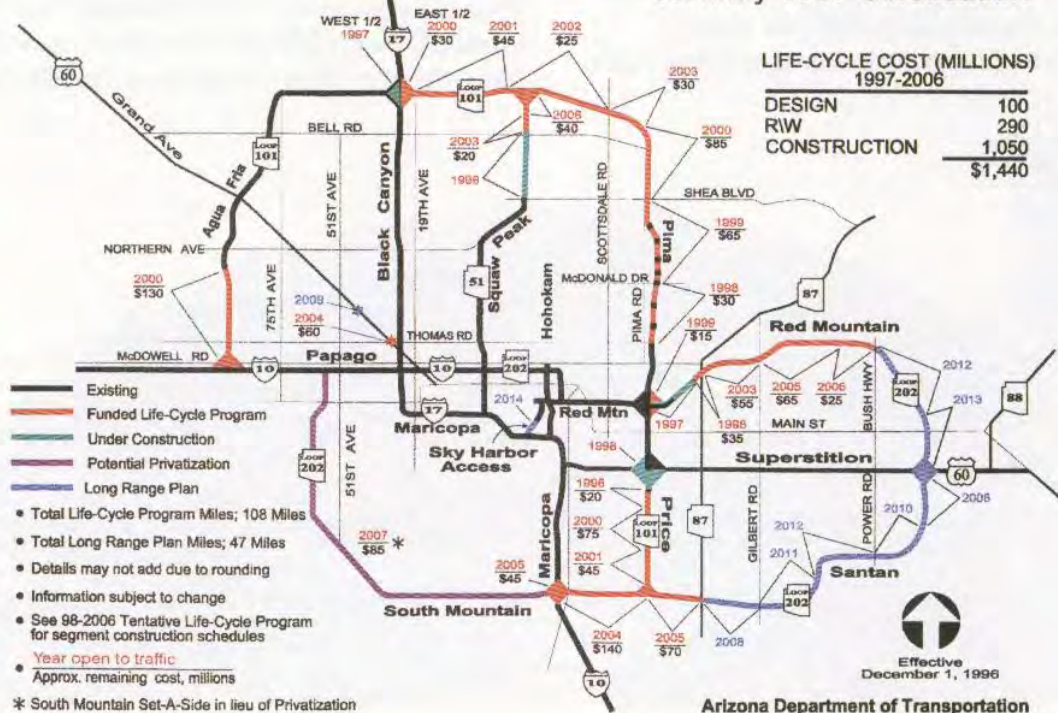 WEST 1/2
1997
EAST 1/2
2000
$30
2001
$45
2002
$25
2003
$30
17
60
LIFE-CYCLE COST (MILLIONS)
1997-2006
DESIGN 100
R\W 290
CONSTRUCTION 1,050
$1,440
Grand Ave
LOOP 101
BELL RD
LOOP 101
2006
$40
2003
$20
1996
2000
$85
Agua Fria
51ST AVE
Black Canyon
19TH AVE
Squaw Peak
51
SCOTTSDALE RD
SHEA BLVD
Pima
1999
$65
NORTHERN AVE
2000
$130
75TH AVE
2009
2004
$60
Hohokam
McDONALD DR
PIMA RD
1998
$30
87
Red Mountain
1999
$15
THOMAS RD
McDOWELL RD
Papago
10
10
LOOP 202
2003
$55
2005
$65
2006
$25
BUSH HWY
LOOP 202
2012
2013
88
17
Maricopa
2014
Red Mtn
1997
1998
$35
MAIN ST
Sky Harbor
Access
1998
Superstition
60
Existing
Funded Life-Cycle Program
Under Construction
Potential Privatization
Long Range Plan
LOOP 202
51ST AVE
2007
$85 *
1996
$20
2000
$75
2001
$45
LOOP 101
Price
87
GILBERT RD
POWER RD
2012
2011
2010
2006
Santan
LOOP 202
Maricopa
2005
$45
South Mountain
2004
$140
2005
$70
2008
10
• Total Life-Cycle Program Miles; 108 Miles
• Total Long Range Plan Miles; 47 Miles
• Details may not add due to rounding
• Information subject to change
• See 98-2006 Tentative Life-Cycle Program
for segment construction schedules
• Year open to traffic
Approx. remaining cost, millions
* South Mountain Set-A-Side in lieu of Privatization
Effective
December 1, 1996
Arizona Department of Transportation